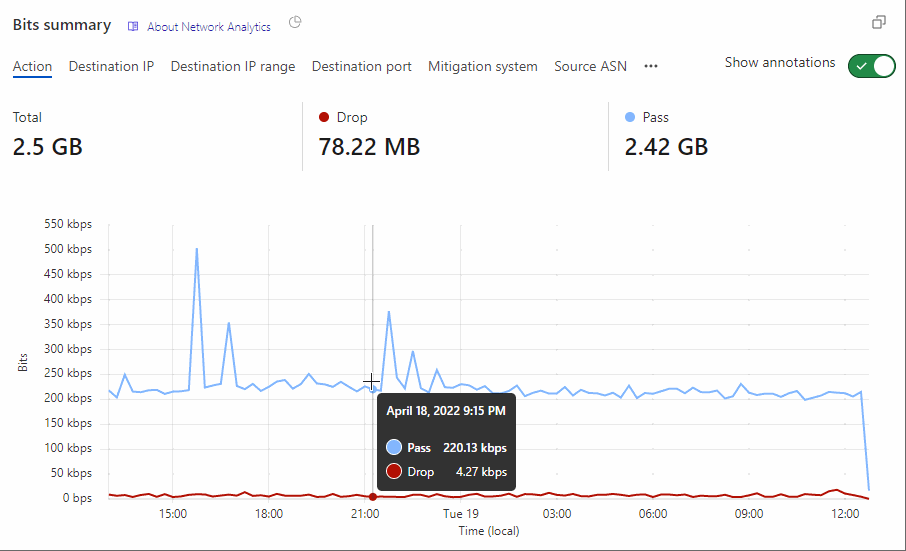 Bits summary About Network Analytics
Action Destination IP Destination IP range Destination port Mitigation system Source ASN ••• Show annotations
Total Drop Pass
2.5 GB 78.22 MB 2.42 GB
550 kbps
500 kbps
450 kbps
400 kbps
350 kbps
300 kbps
250 kbps
200 kbps
150 kbps
100 kbps
50 kbps
0 bps
Bits
April 18, 2022 9:15 PM
Pass 220.13 kbps
Drop 4.27 kbps
15:00 18:00 21:00 Tue 19 03:00 06:00 09:00 12:00
Time (local)